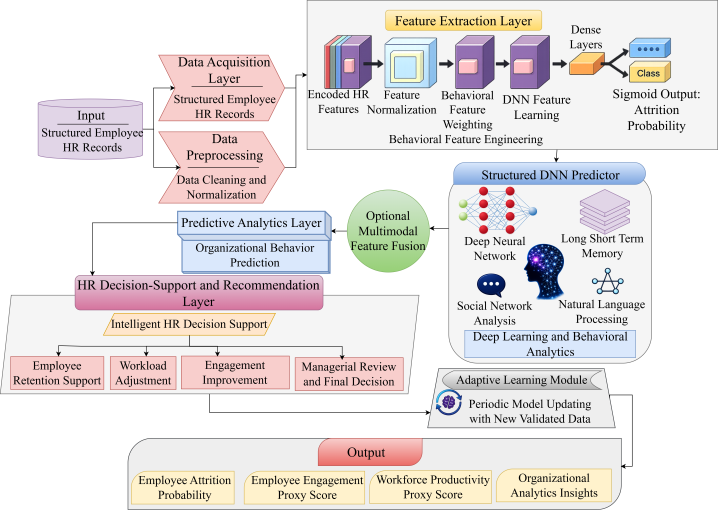 Input
Structured Employee
HR Records
Data Acquisition
Layer
Structured Employee
HR Records
Data
Preprocessing
Data Cleaning and
Normalization
Feature Extraction Layer
Encoded HR
Features
Feature
Normalization
Behavioral
Feature
Weighting
DNN Feature
Learning
Dense
Layers
Class
Sigmoid Output:
Attrition
Probability
Behavioral Feature Engineering
Structured DNN Predictor
Deep Neural
Network
Long Short Term
Memory
Social Network
Analysis
Natural Language
Processing
Deep Learning and Behavioral
Analytics
Optional
Multimodal
Feature Fusion
Predictive Analytics Layer
Organizational Behavior
Prediction
HR Decision-Support and Recommendation
Layer
Intelligent HR Decision Support
Employee
Retention Support
Workload
Adjustment
Engagement
Improvement
Managerial Review
and Final Decision
Adaptive Learning Module
Periodic Model Updating
with New Validated Data
Output
Employee Attrition
Probability
Employee Engagement
Proxy Score
Workforce Productivity
Proxy Score
Organizational
Analytics Insights